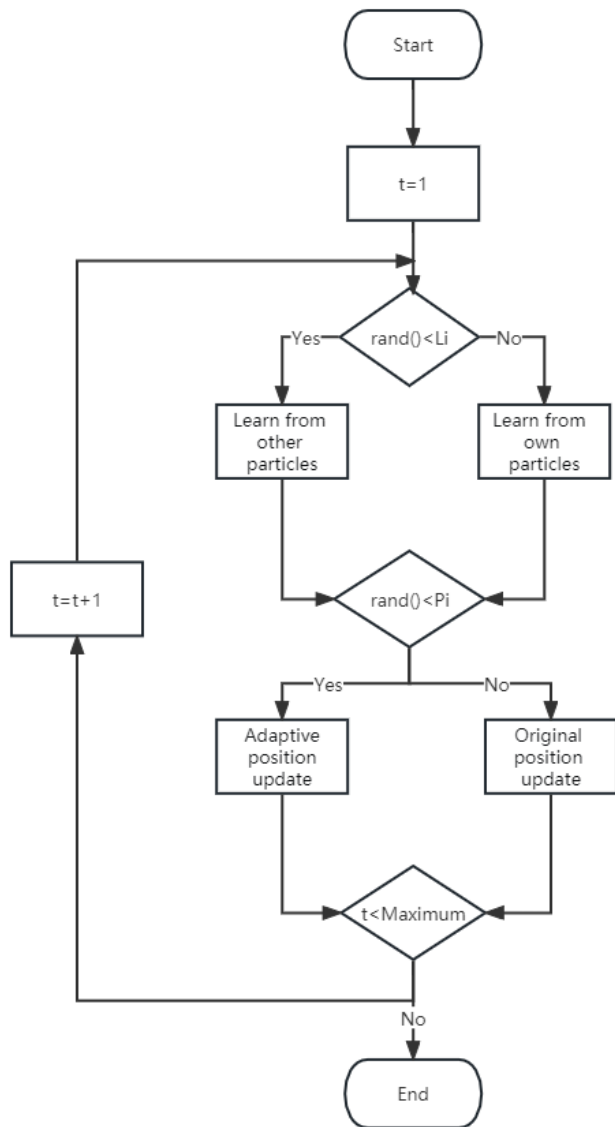 Start
t=1
rand()<Li
Yes
No
Learn from
other
particles
Learn from
own
particles
t=t+1
rand()<Pi
Yes
No
Adaptive
position
update
Original
position
update
t<Maximum
No
End